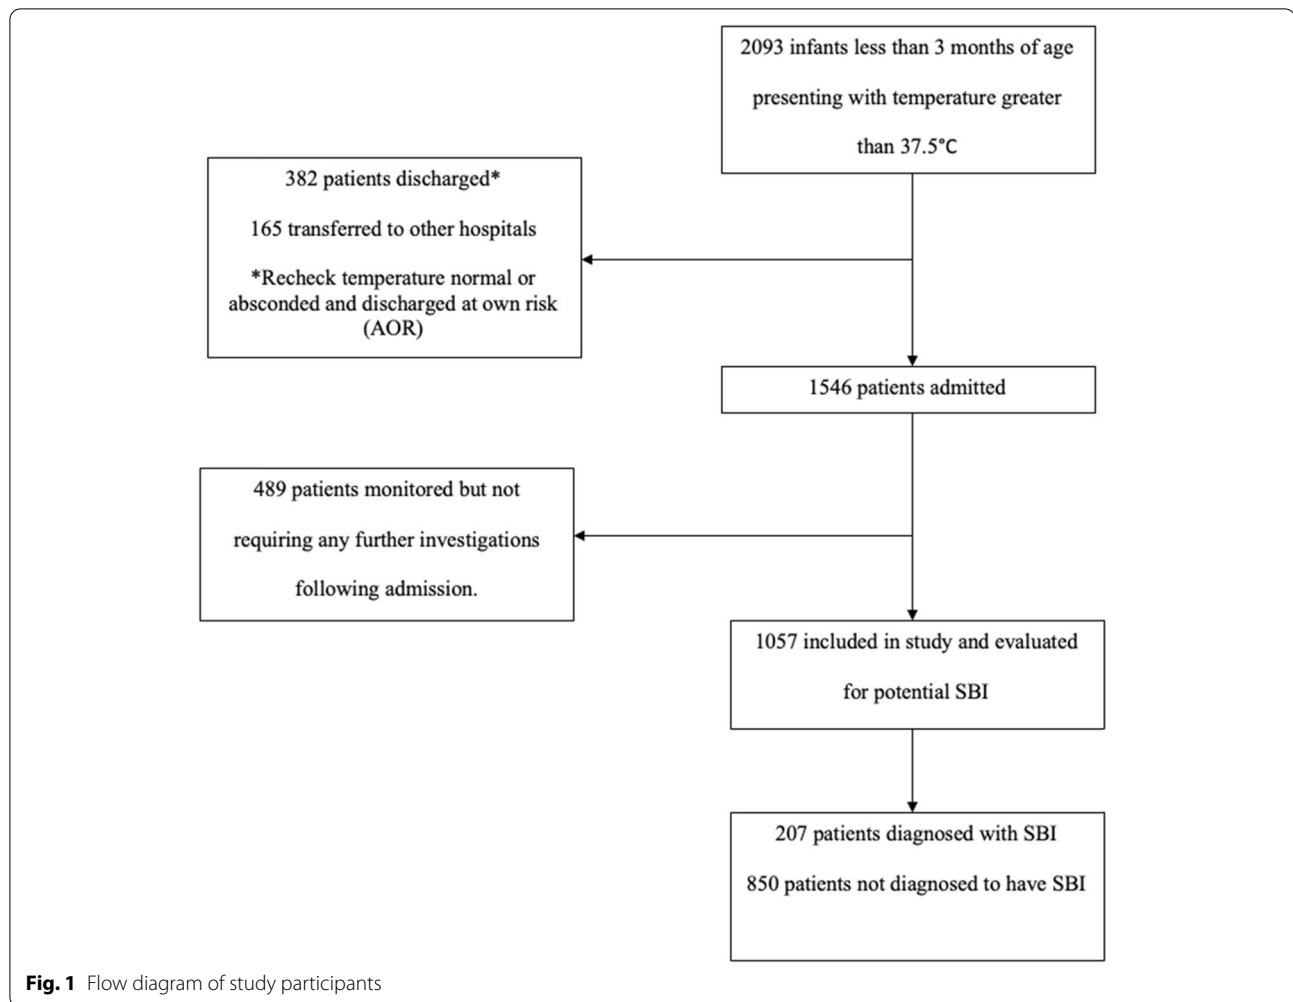 2093 infants less than 3 months of age
presenting with temperature greater
than 37.5°C
382 patients discharged*
165 transferred to other hospitals
*Recheck temperature normal or
absconded and discharged at own risk
(AOR)
1546 patients admitted
489 patients monitored but not
requiring any further investigations
following admission.
1057 included in study and evaluated
for potential SBI
207 patients diagnosed with SBI
850 patients not diagnosed to have SBI
Fig. 1 Flow diagram of study participants